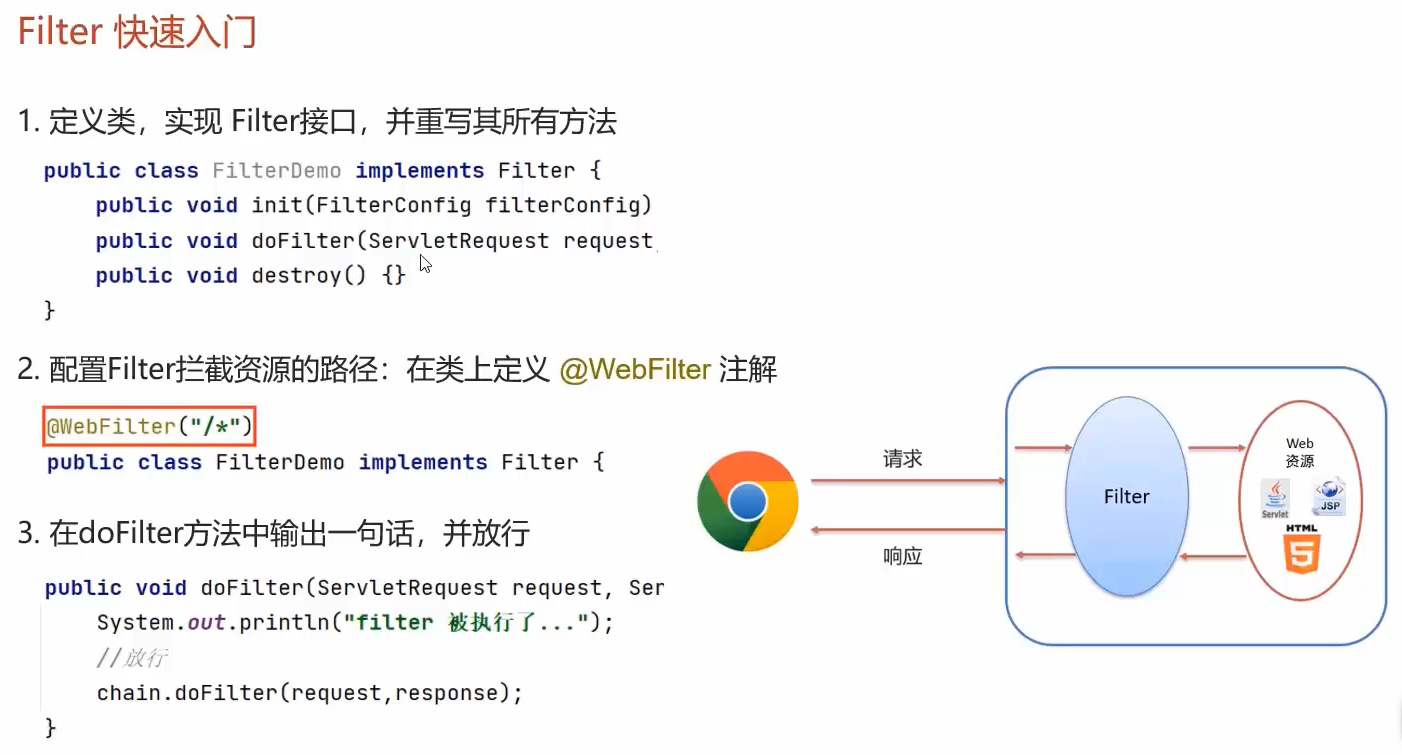 Filter 快速入门
1. 定义类，实现 Filter接口，并重写其所有方法
public class FilterDemo implements Filter {
    public void init(FilterConfig filterConfig)
    public void doFilter(ServletRequest request,
    public void destroy() {}
}
2. 配置Filter拦截资源的路径：在类上定义 @WebFilter 注解
@WebFilter("/*")
public class FilterDemo implements Filter {
3. 在doFilter方法中输出一句话，并放行
public void doFilter(ServletRequest request, Ser
    System.out.println("filter 被执行了...");
    //放行
    chain.doFilter(request,response);
}
请求
响应
Filter
Web
资源
Servlet
JSP
HTML
5